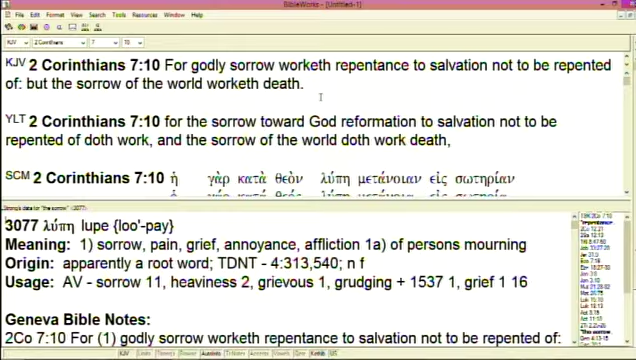 BibleWorks - [Untitled-1]
File Edit Format View Search Tools Resources Window Help
KJV 2 Corinthians 7 10
KJV 2 Corinthians 7:10 For godly sorrow worketh repentance to salvation not to be repented
of: but the sorrow of the world worketh death.
YLT 2 Corinthians 7:10 for the sorrow toward God reformation to salvation not to be
repented of doth work, and the sorrow of the world doth work death,
SCM 2 Corinthians 7:10 ἡ γὰρ κατὰ θεὸν λύπη μετάνοιαν εἰς σωτηρίαν
3077 λύπη lupe {loo'-pay}
Meaning: 1) sorrow, pain, grief, annoyance, affliction 1a) of persons mourning
Origin: apparently a root word; TDNT - 4:313,540; n f
Usage: AV - sorrow 11, heaviness 2, grievous 1, grudging + 1537 1, grief 1 16
Geneva Bible Notes:
2Co 7:10 For (1) godly sorrow worketh repentance to salvation not to be repented of: